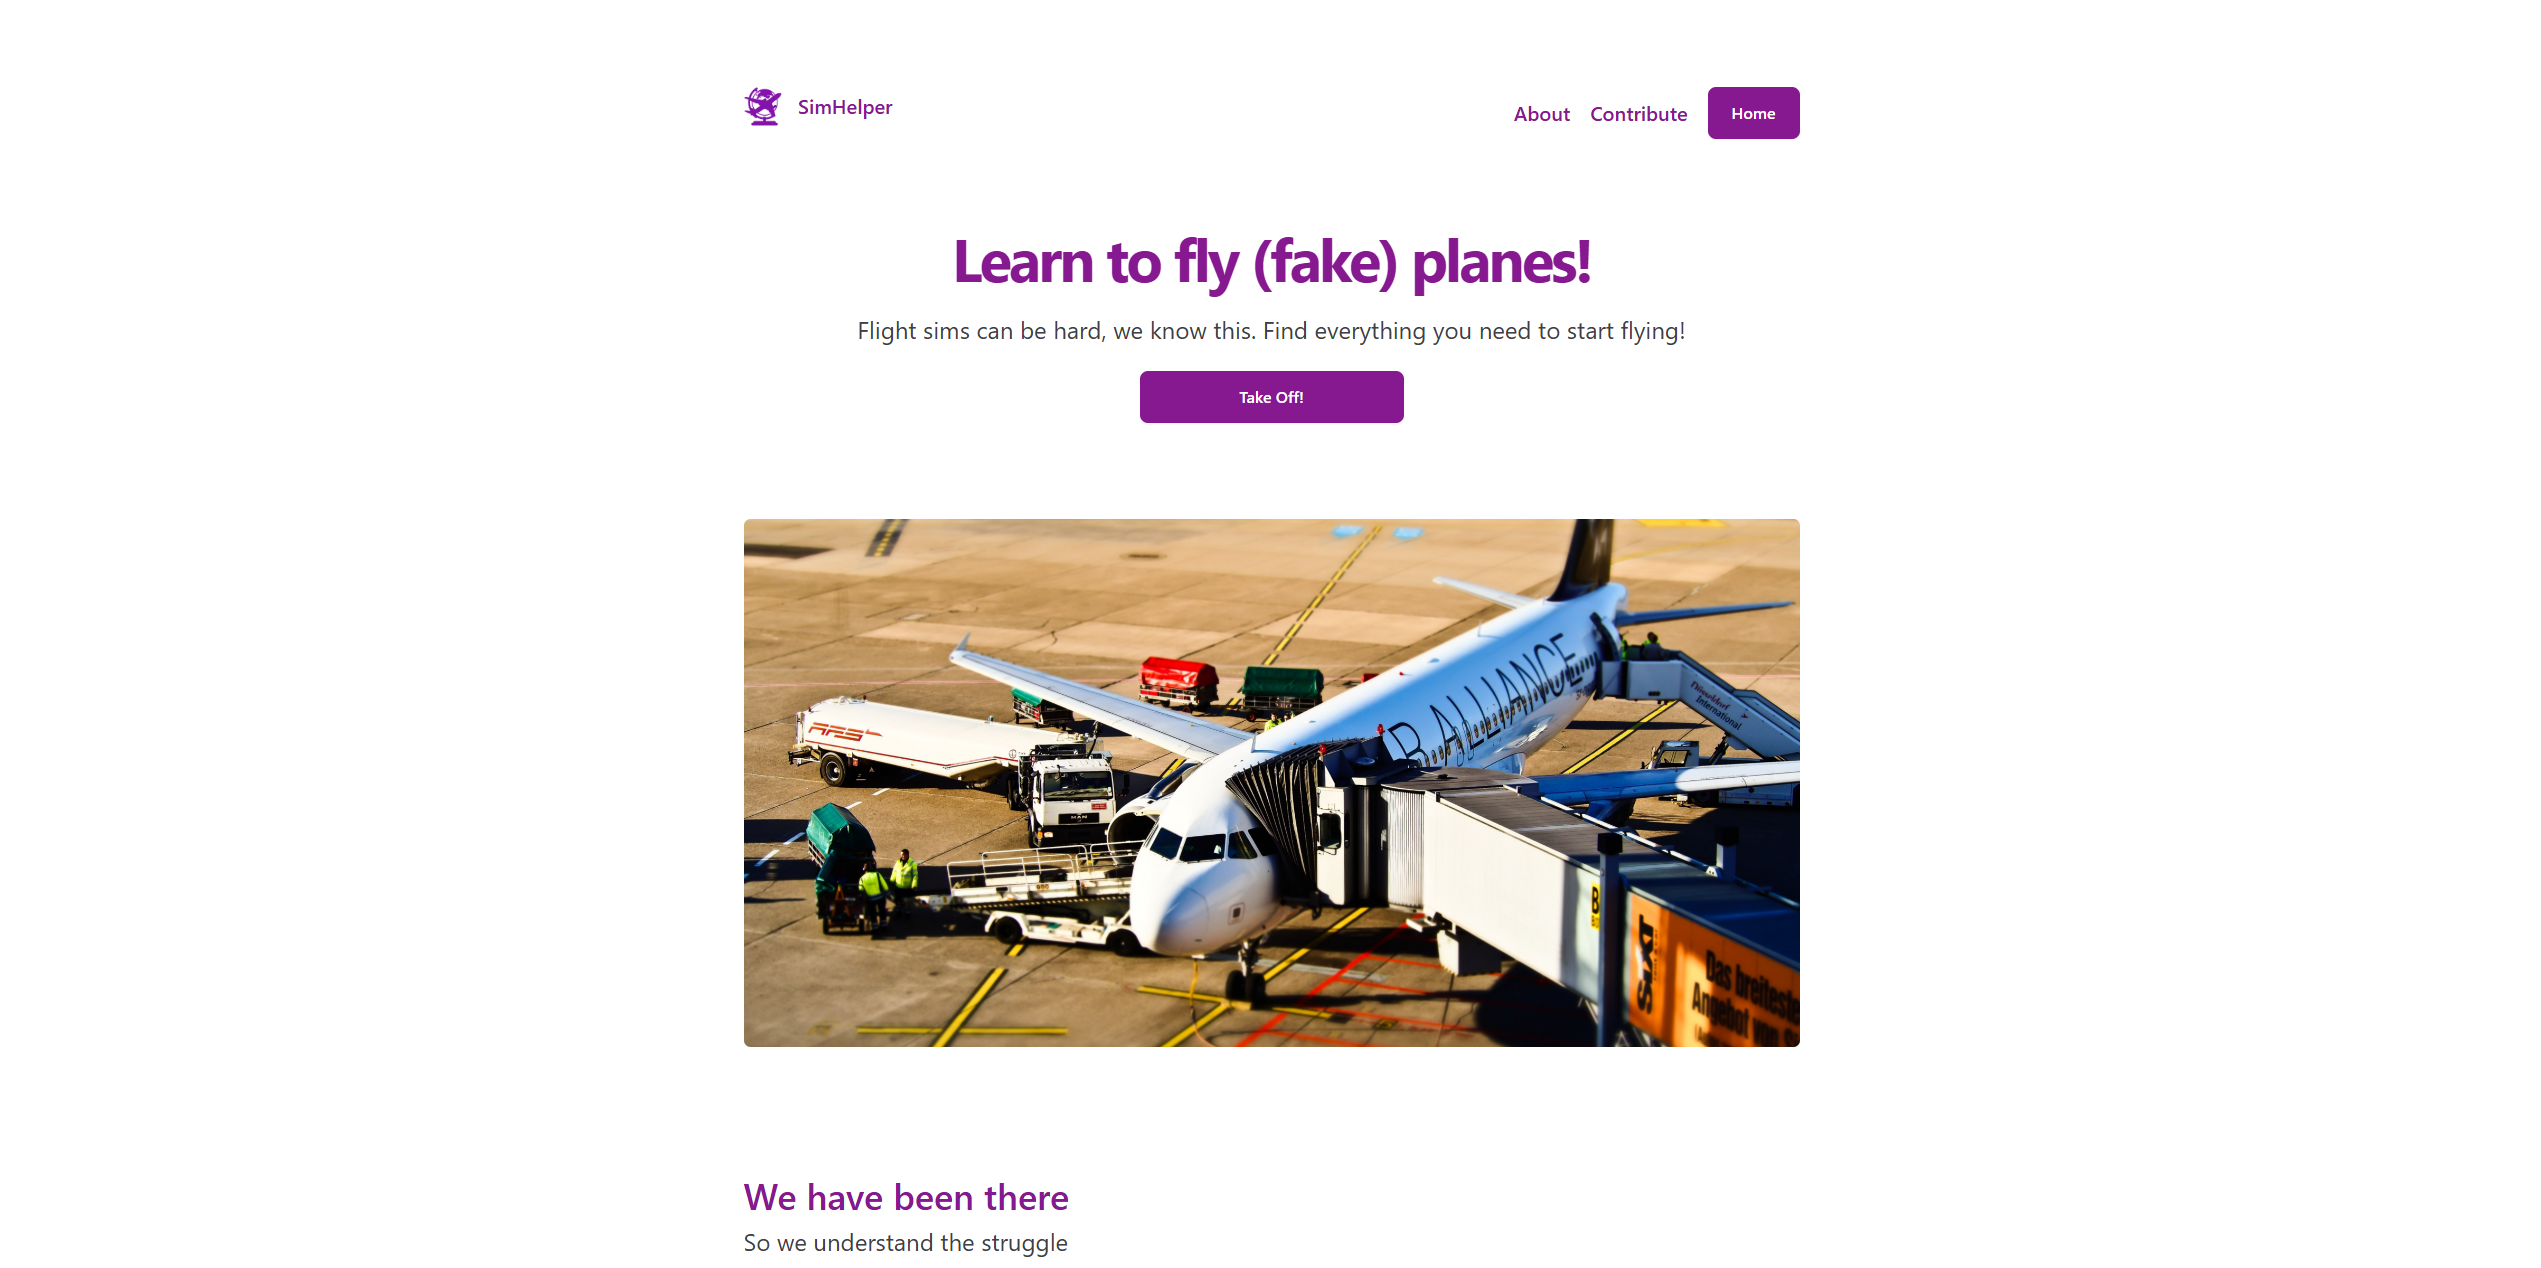 SimHelper
About Contribute Home
Learn to fly (fake) planes!
Flight sims can be hard, we know this. Find everything you need to start flying!
Take Off!
R ALLIANCE
AFS
Düsseldorf
International
MAN
B
SiXT
Das breiteste
Angebot von
We have been there
So we understand the struggle